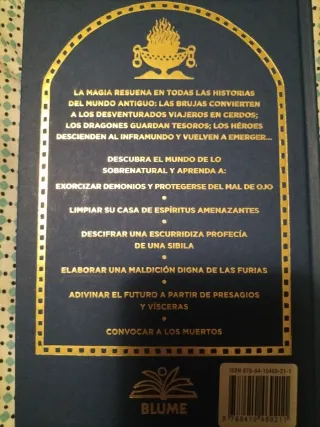 LA MAGIA RESUENA EN TODAS LAS HISTORIAS
DEL MUNDO ANTIGUO: LAS BRUJAS CONVIERTEN
A LOS DESVENTURADOS VIAJEROS EN CERDOS;
LOS DRAGONES GUARDAN TESOROS; LOS HÉROES
DESCIENDEN AL INFRAMUNDO Y VUELVEN A EMERGER...
DESCUBRA EL MUNDO DE LO
SOBRENATURAL Y APRENDA A:
EXORCIZAR DEMONIOS Y PROTEGERSE DEL MAL DE OJO
LIMPIAR SU CASA DE ESPÍRITUS AMENAZANTES
DESCIFRAR UNA ESCURRIDIZA PROFECÍA
DE UNA SIBILA
ELABORAR UNA MALDICIÓN DIGNA DE LAS FURIAS
ADIVINAR EL FUTURO A PARTIR DE PRESAGIOS
Y VÍSCERAS
CONVOCAR A LOS MUERTOS
BLUME